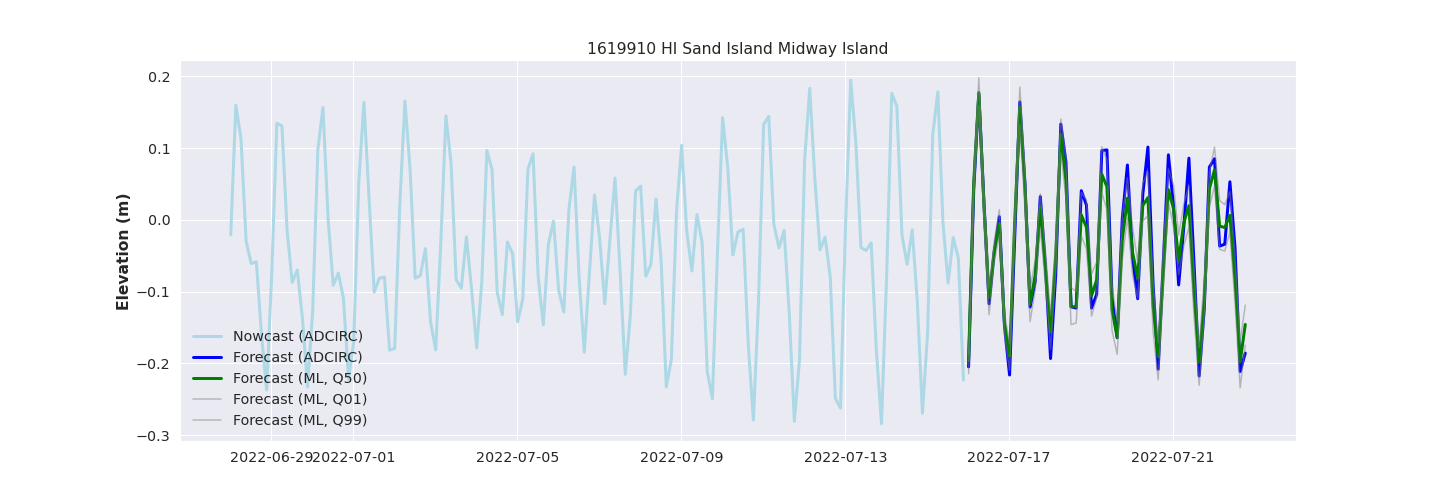 1619910 HI Sand Island Midway Island
Elevation (m)
0.2
0.1
0.0
−0.1
−0.2
−0.3
Nowcast (ADCIRC)
Forecast (ADCIRC)
Forecast (ML, Q50)
Forecast (ML, Q01)
Forecast (ML, Q99)
2022-06-29 2022-07-01 2022-07-05 2022-07-09 2022-07-13 2022-07-17 2022-07-21